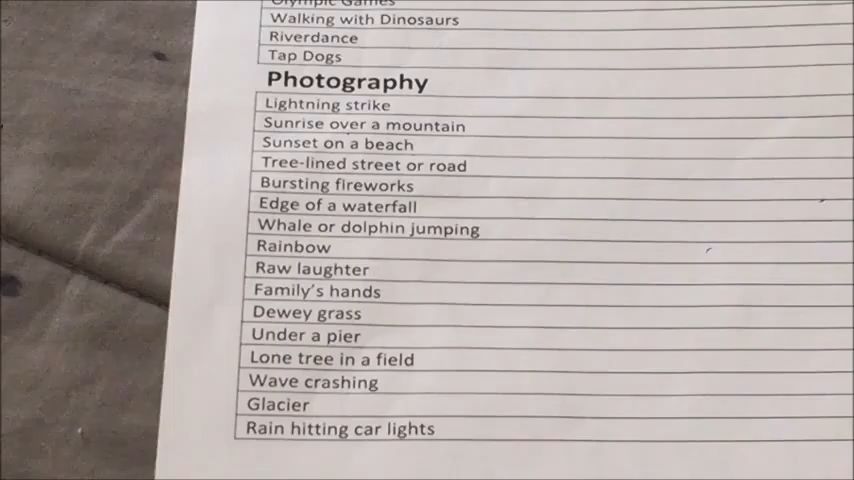 Olympic Games
Walking with Dinosaurs
Riverdance
Tap Dogs
Photography
Lightning strike
Sunrise over a mountain
Sunset on a beach
Tree-lined street or road
Bursting fireworks
Edge of a waterfall
Whale or dolphin jumping
Rainbow
Raw laughter
Family’s hands
Dewey grass
Under a pier
Lone tree in a field
Wave crashing
Glacier
Rain hitting car lights